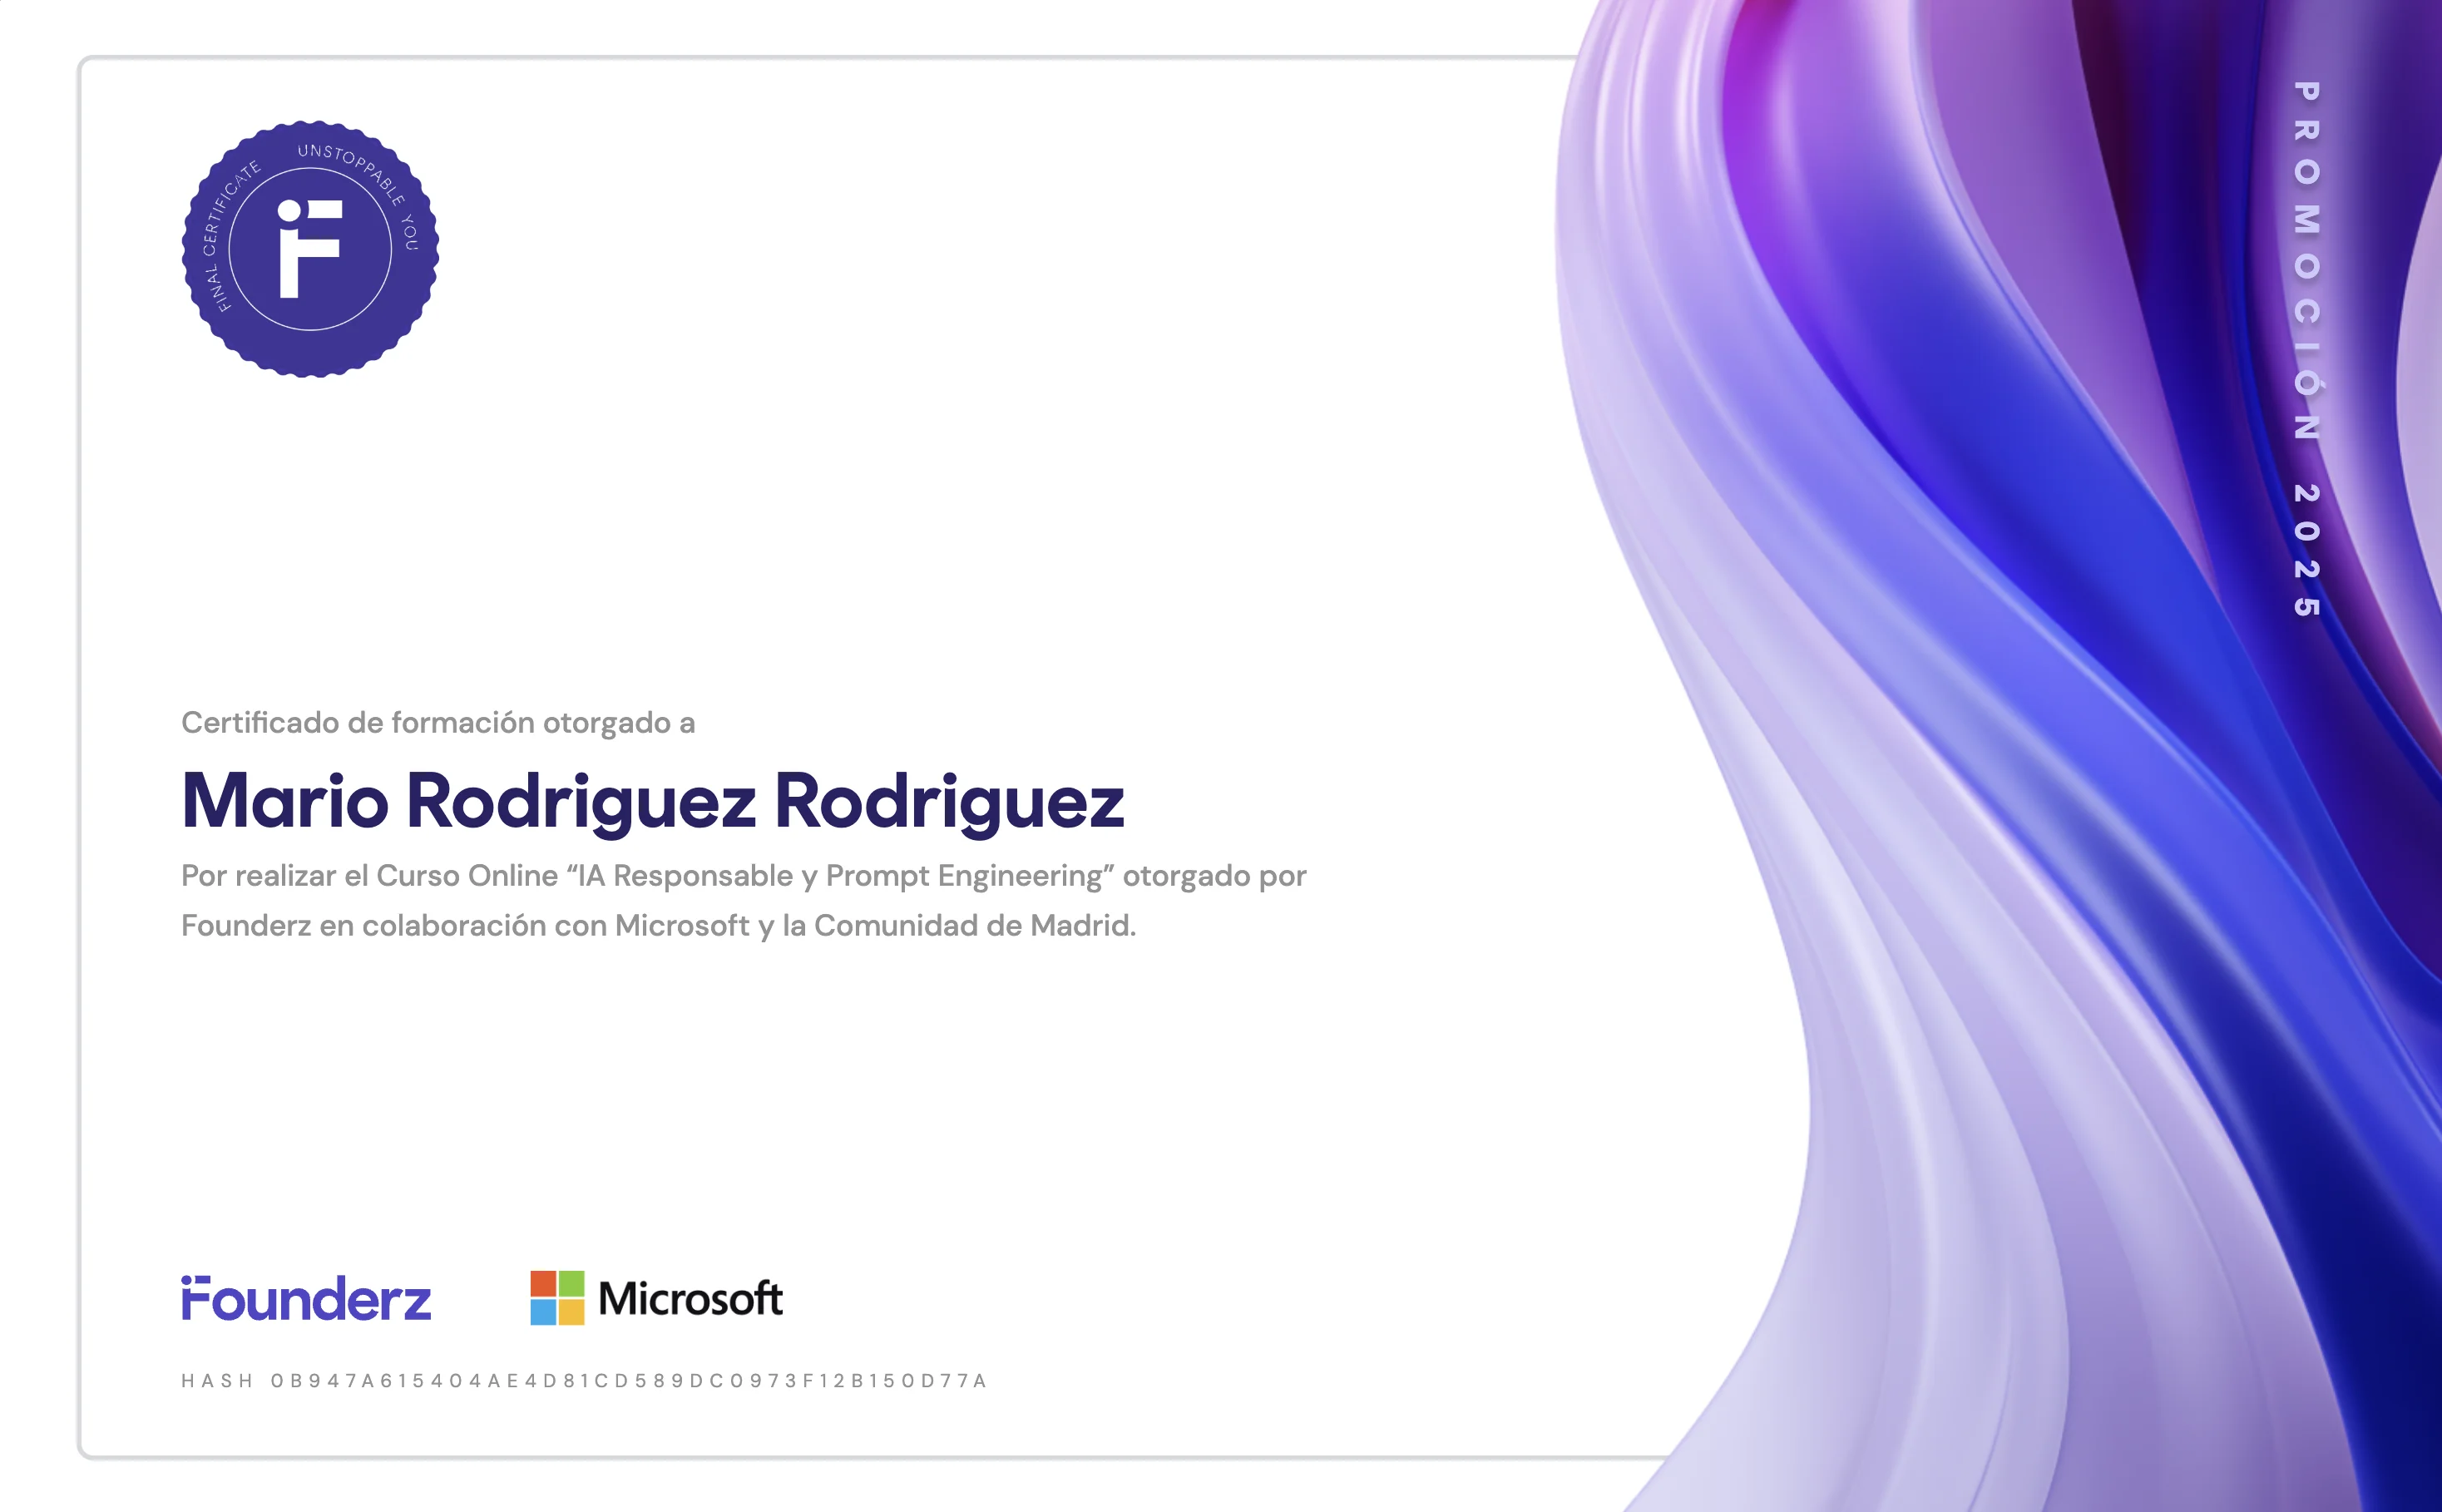 FINAL CERTIFICATE UNSTOPPABLE YOU
F
PROMOCIÓN 2025
Certificado de formación otorgado a
Mario Rodriguez Rodriguez
Por realizar el Curso Online “IA Responsable y Prompt Engineering” otorgado por
Founderz en colaboración con Microsoft y la Comunidad de Madrid.
Founderz
Microsoft
HASH 0B947A615404AE4D81CD589DC0973F12B150D77A